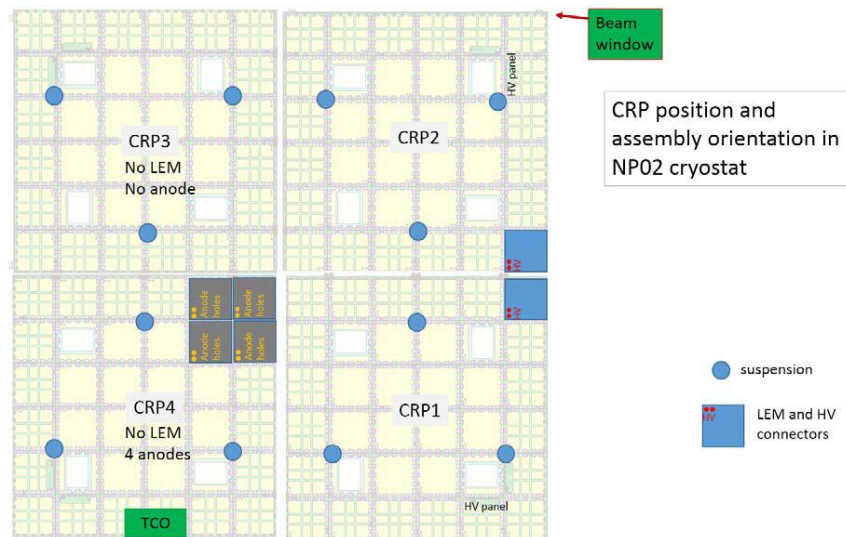 Beam
window
HV panel
CRP position and
assembly orientation in
NP02 cryostat
CRP3
No LEM
No anode
CRP2
HV
HV
Anode
holes
Anode
holes
Anode
holes
Anode
holes
CRP4
No LEM
4 anodes
CRP1
suspension
HV
LEM and HV
connectors
HV panel
TCO